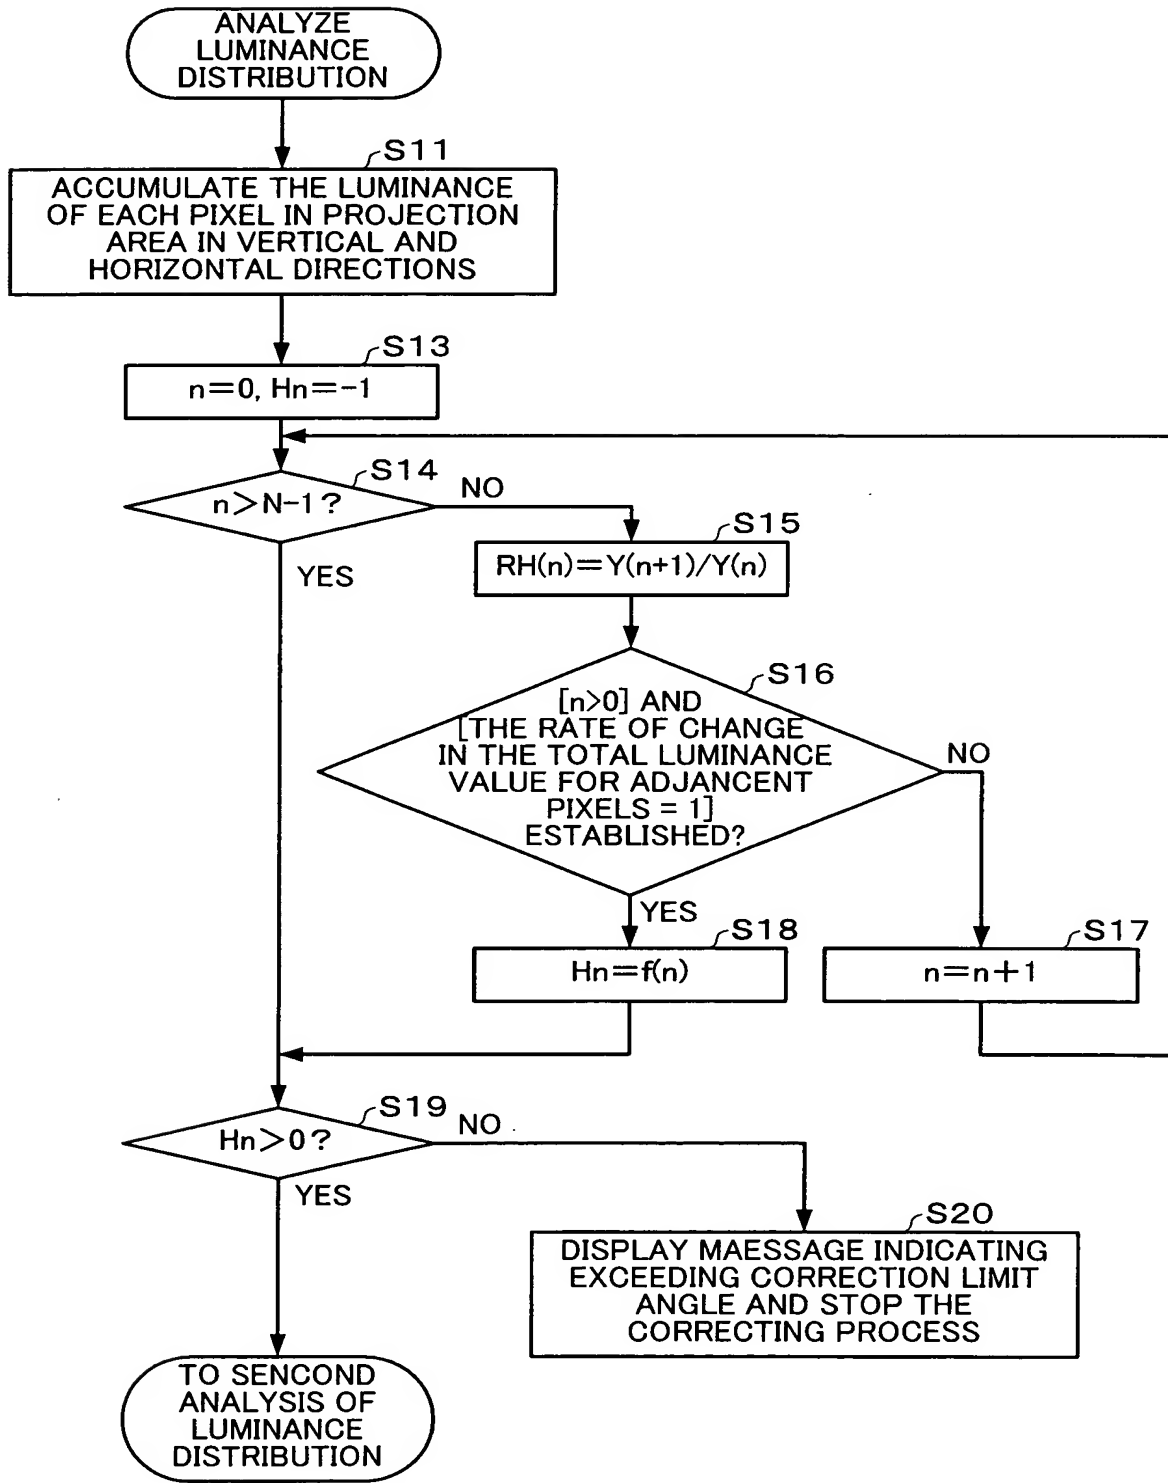 ANALYZE
LUMINANCE
DISTRIBUTION
S11
ACCUMULATE THE LUMINANCE
OF EACH PIXEL IN PROJECTION
AREA IN VERTICAL AND
HORIZONTAL DIRECTIONS
S13
n=0, Hn=-1
S14
n>N-1?
NO
YES
S15
RH(n)=Y(n+1)/Y(n)
S16
[n>0] AND
[THE RATE OF CHANGE
IN THE TOTAL LUMINANCE
VALUE FOR ADJANCENT
PIXELS = 1]
ESTABLISHED?
NO
YES
S18
Hn=f(n)
S17
n=n+1
S19
Hn>0?
NO
YES
S20
DISPLAY MAESSAGE INDICATING
EXCEEDING CORRECTION LIMIT
ANGLE AND STOP THE
CORRECTING PROCESS
TO SENCOND
ANALYSIS OF
LUMINANCE
DISTRIBUTION